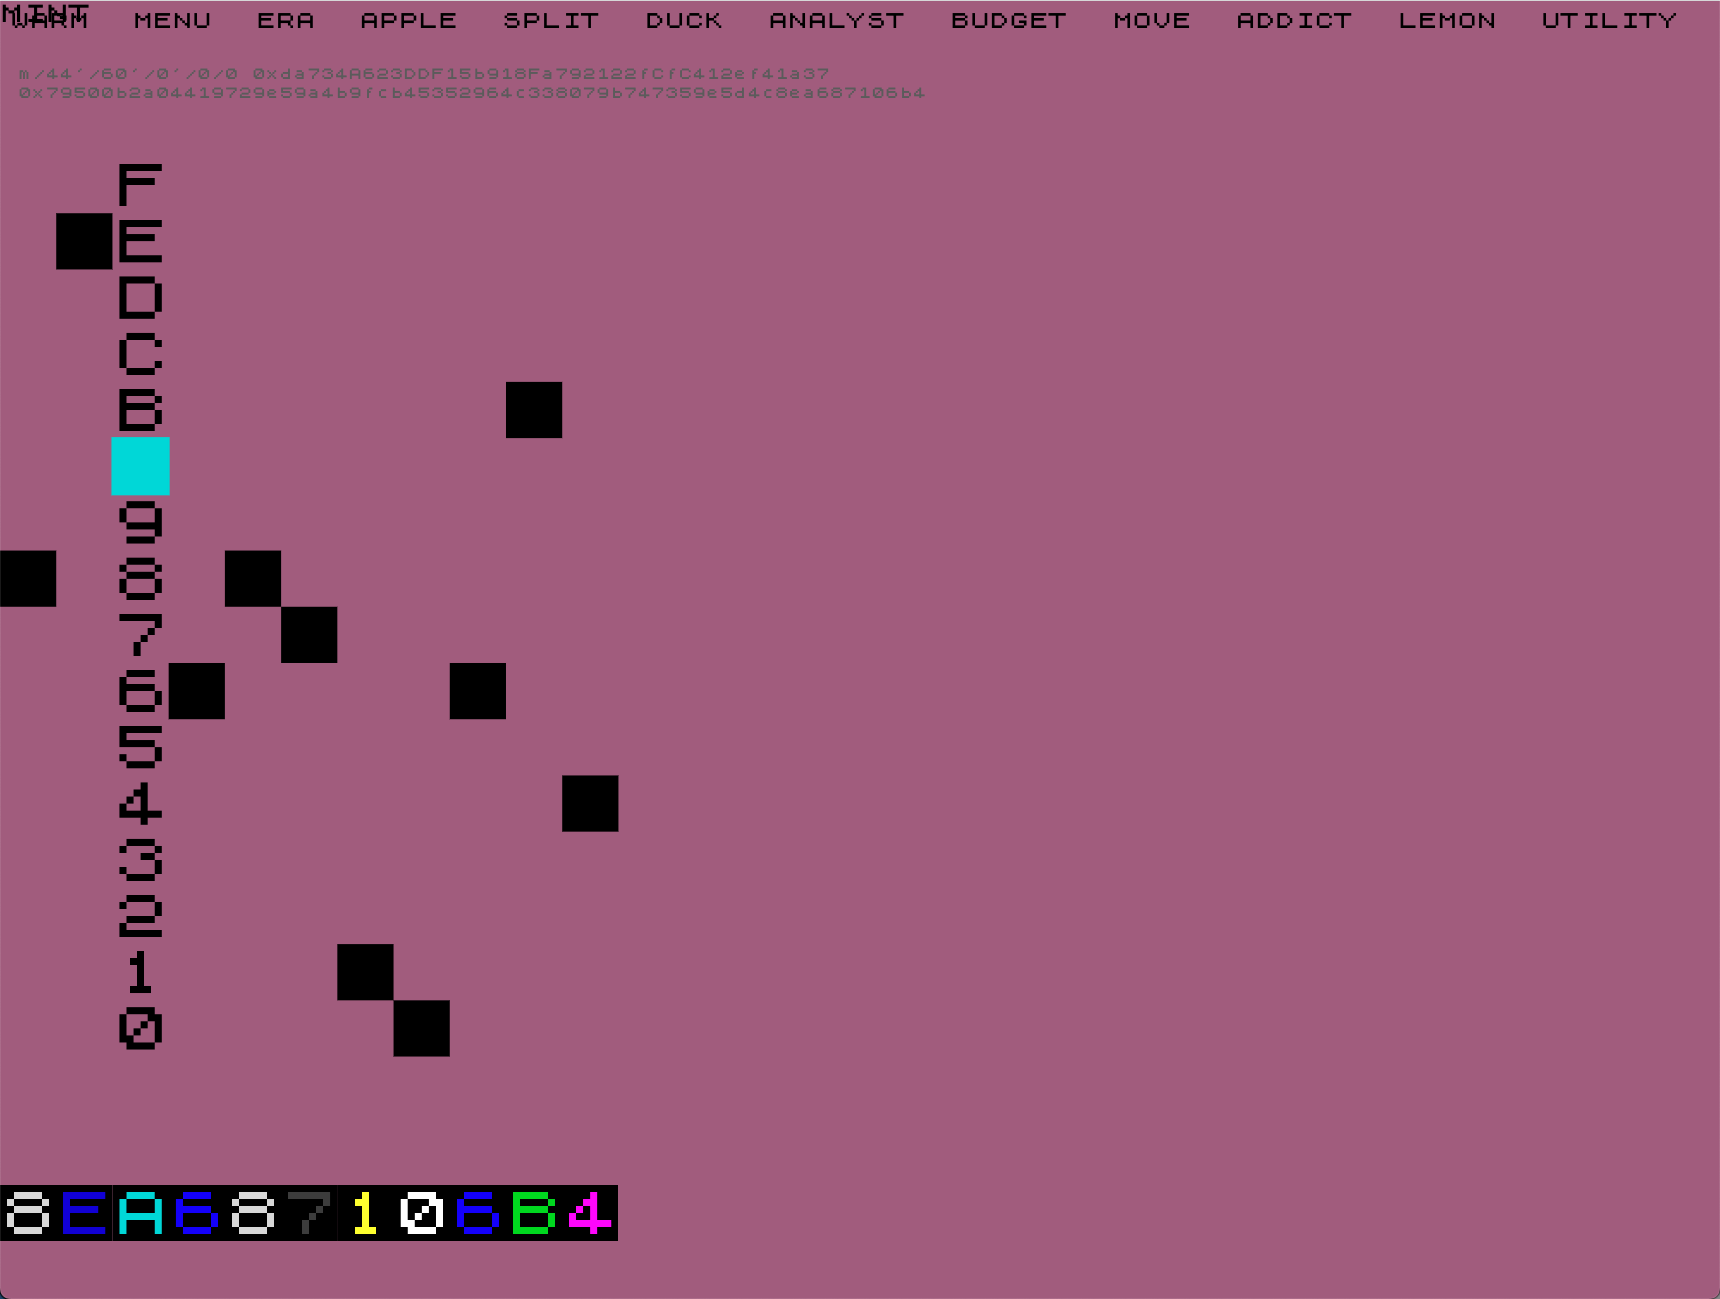 MINT
WARM MENU ERA APPLE SPLIT DUCK ANALYST BUDGET MOVE ADDICT LEMON UTILITY
m/44'/60'/0'/0/0 0xda734A623DDF15b918Fa792122fCfC412ef41a37
0x79500b2a04419729e59a4b9fcb45352964c338079b747359e5d4c8ea687106b4
F
E
D
C
B
9
8
7
6
5
4
3
2
1
0
8EA687106B4